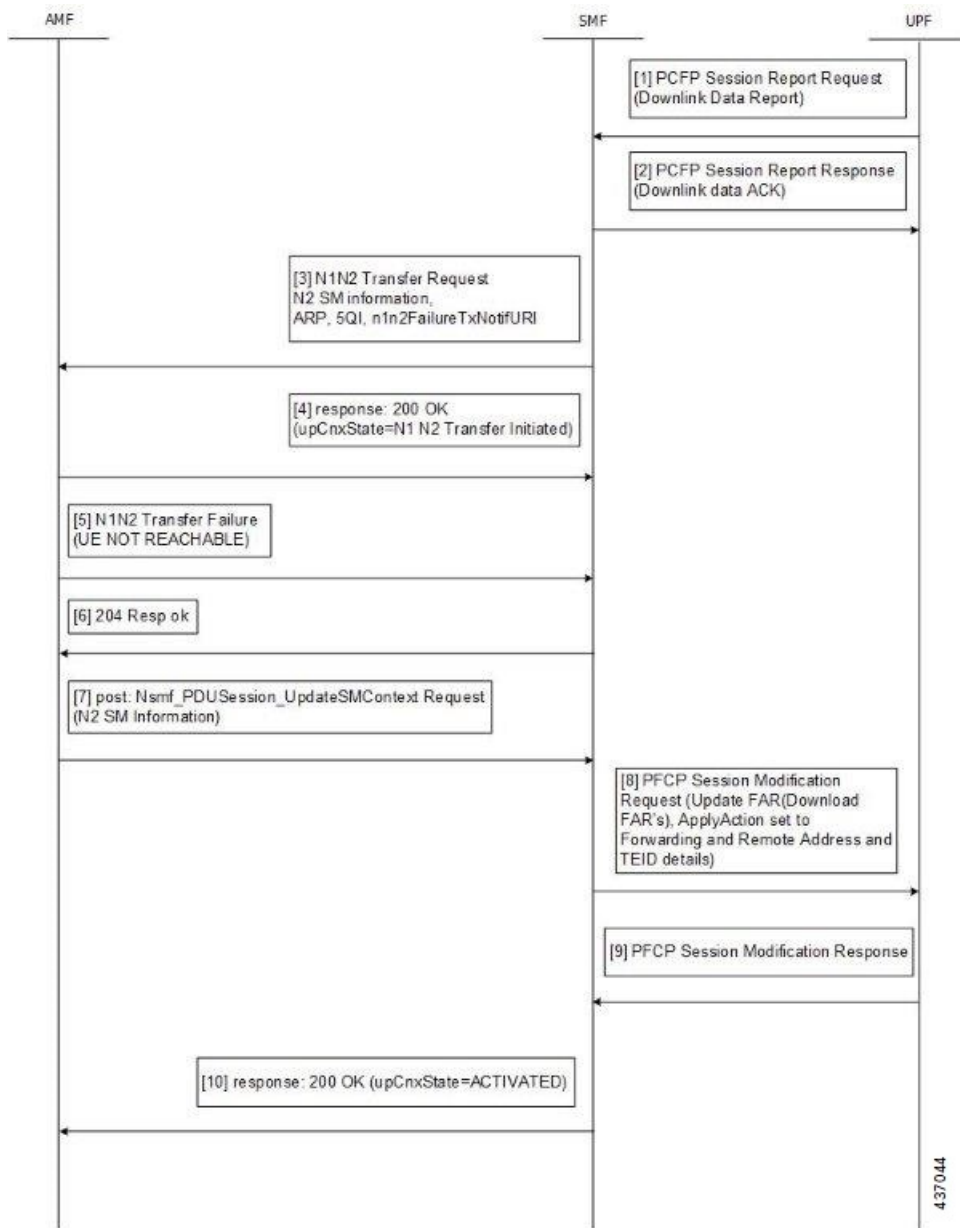 AMF
SMF
UPF
[1] PCFP Session Report Request
(Downlink Data Report)
[2] PCFP Session Report Response
(Downlink data ACK)
[3] N1N2 Transfer Request
N2 SM information,
ARP, 5QI, n1n2FailureTxNotifURI
[4] response: 200 OK
(upCnxState=N1 N2 Transfer Initiated)
[5] N1N2 Transfer Failure
(UE NOT REACHABLE)
[6] 204 Resp ok
[7] post: Nsmf_PDUSession_UpdateSMContext Request
(N2 SM Information)
[8] PFCP Session Modification
Request (Update FAR(Download
FAR's), ApplyAction set to
Forwarding and Remote Address and
TEID details)
[9] PFCP Session Modification Response
[10] response: 200 OK (upCnxState=ACTIVATED)
437044